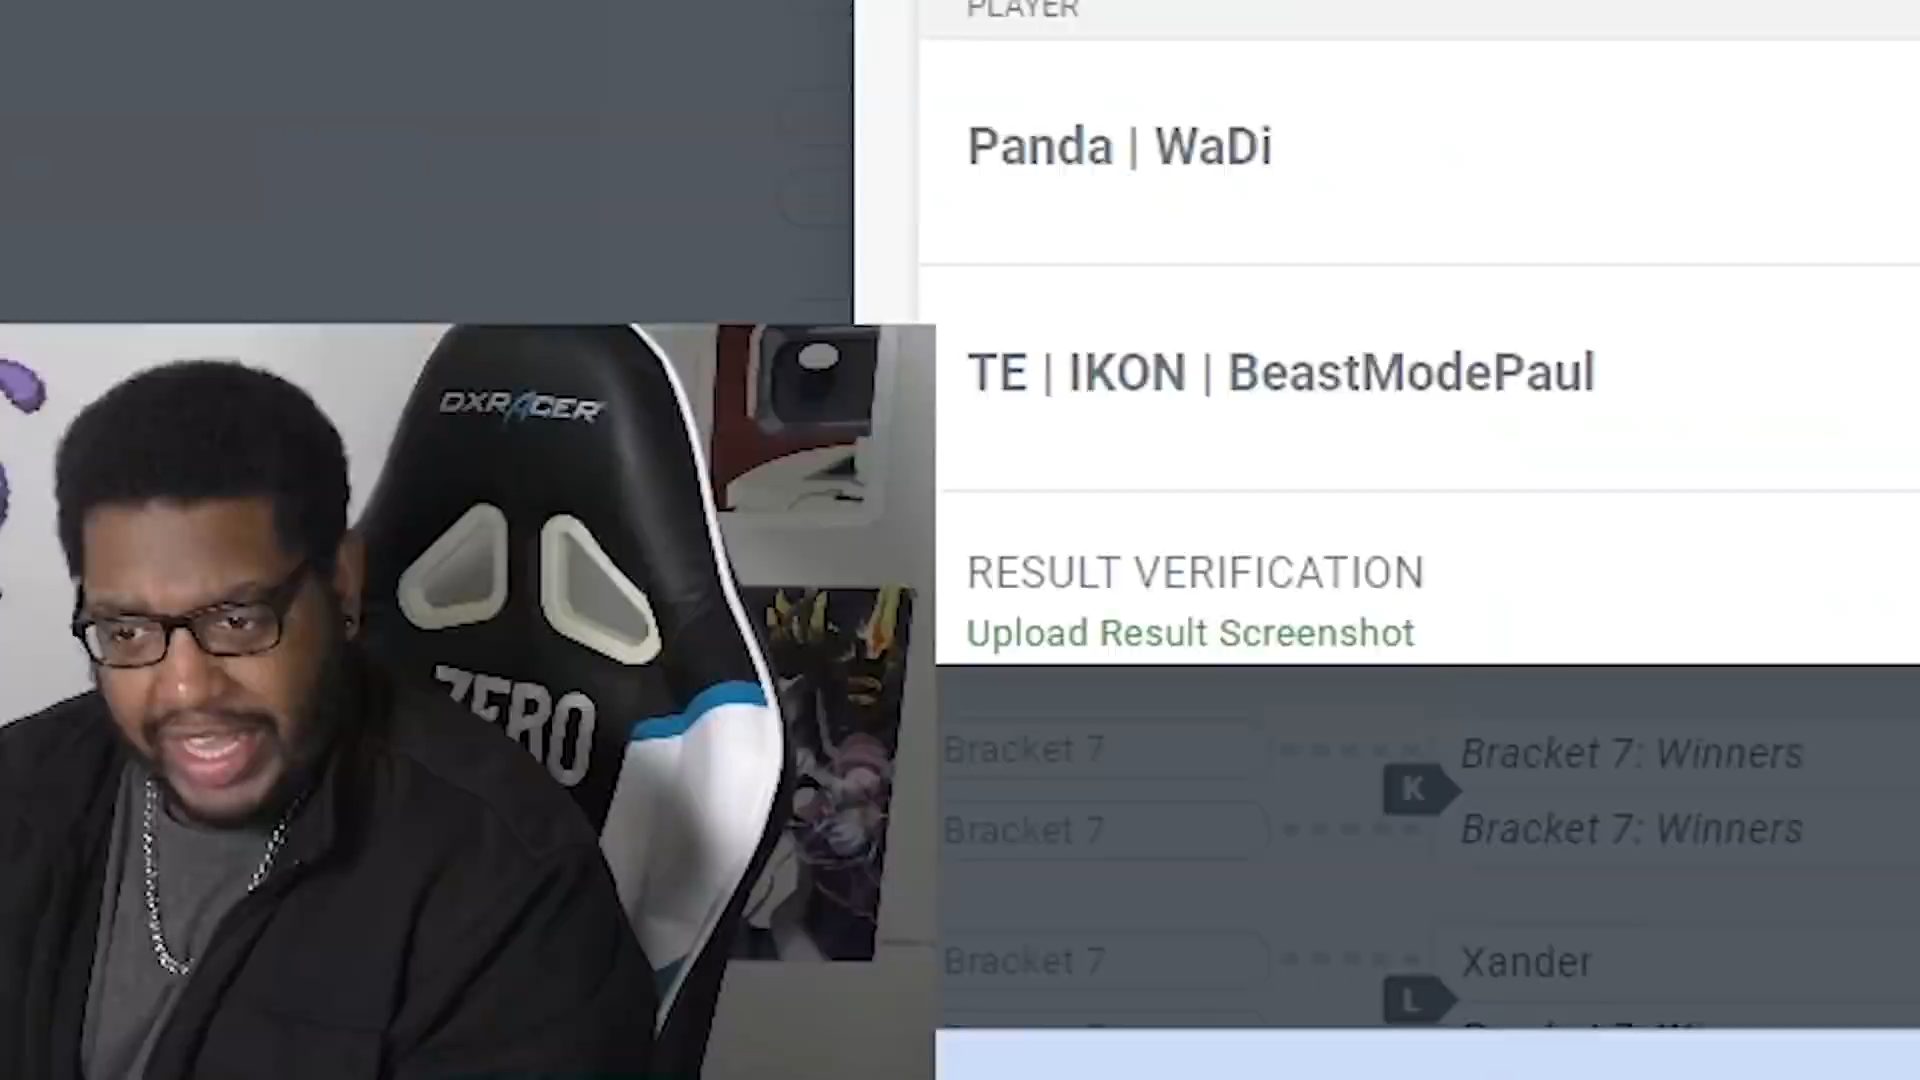 PLAYER
Panda | WaDi
TE | IKON | BeastModePaul
DXRACER
RESULT VERIFICATION
Upload Result Screenshot
ZERO
Bracket 7
Bracket 7: Winners
K
Bracket 7
Bracket 7: Winners
Bracket 7
Xander
L